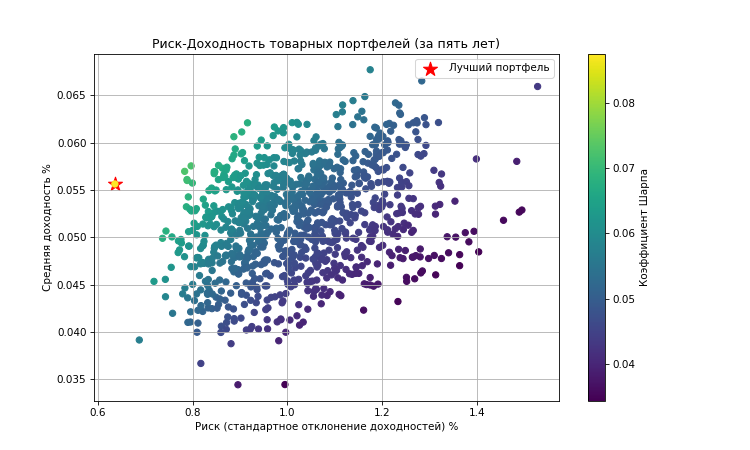 Риск-Доходность товарных портфелей (за пять лет)
Лучший портфель
0.065
0.060
0.055
0.050
0.045
0.040
0.035
Средняя доходность %
0.6 0.8 1.0 1.2 1.4
Риск (стандартное отклонение доходностей) %
0.08
0.07
0.06
0.05
0.04
Коэффициент Шарпа